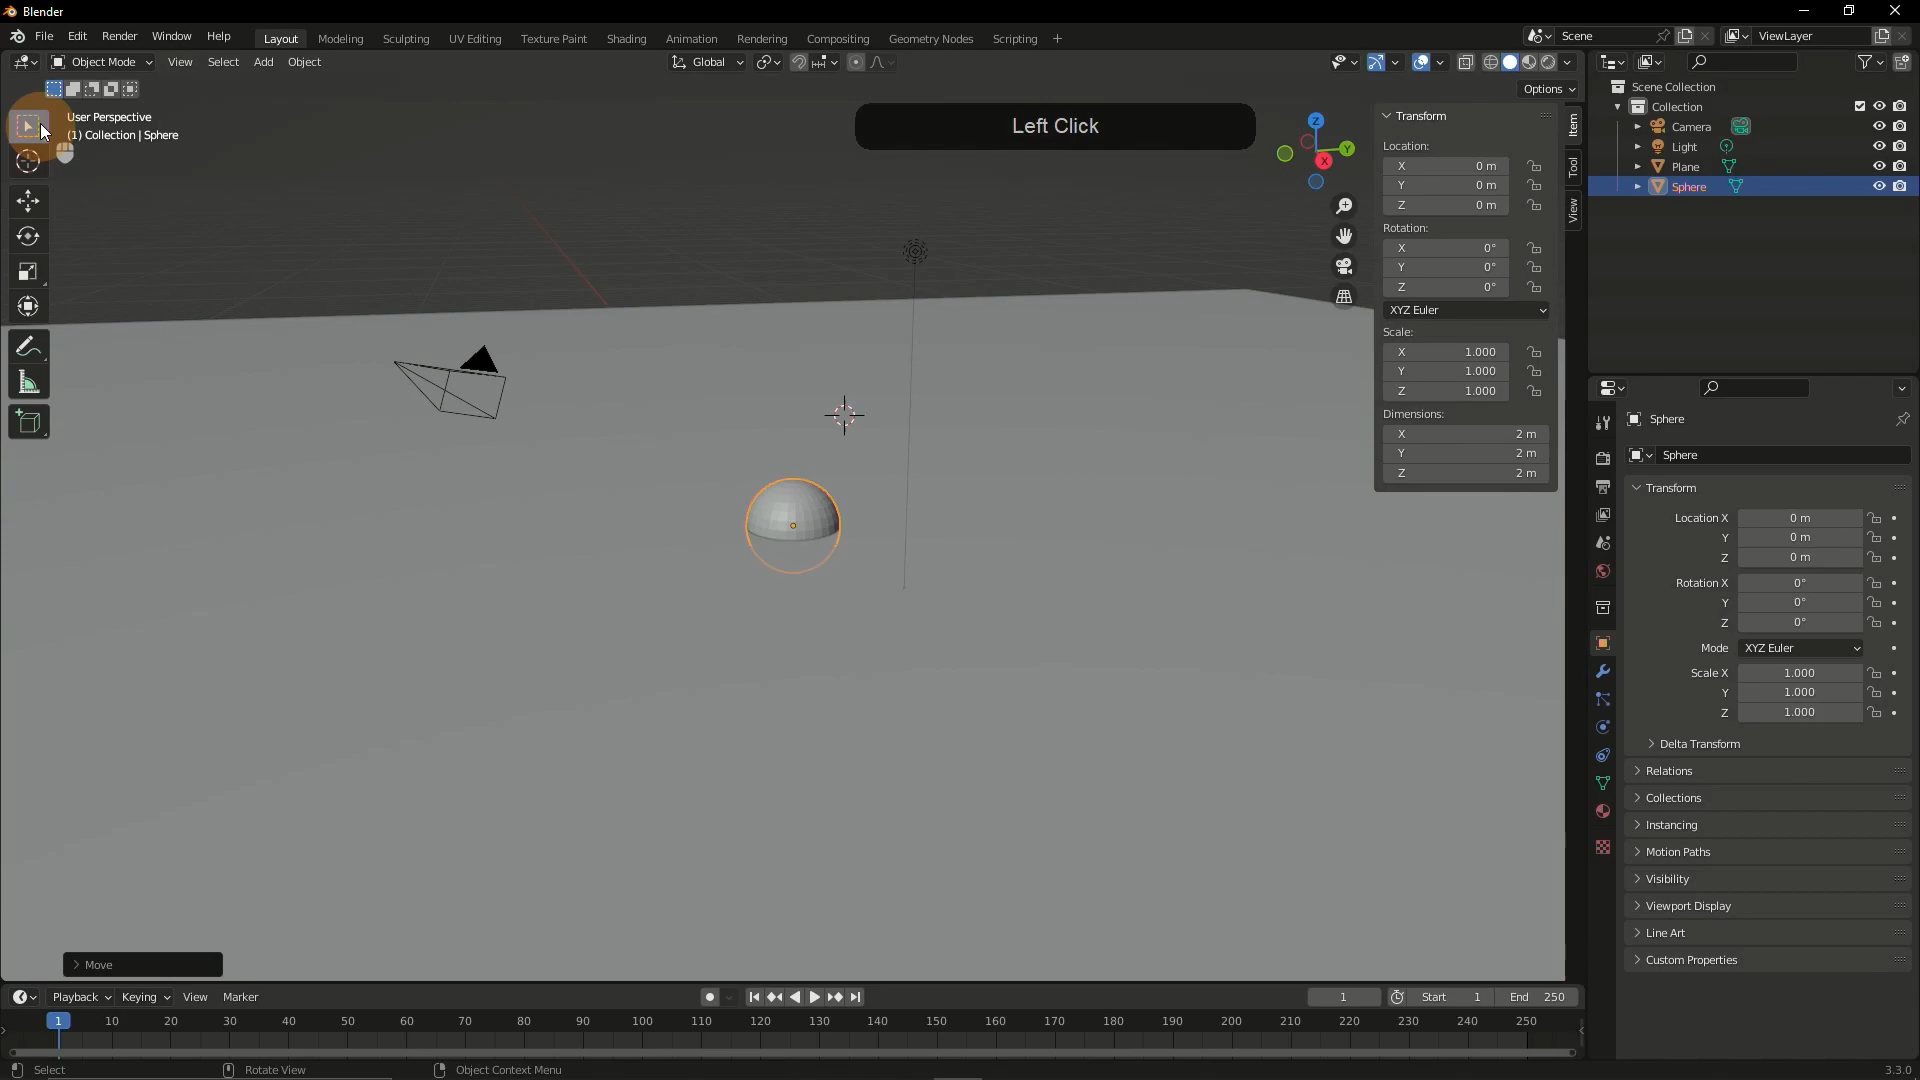 Blender
File Edit Render Window Help Layout Modeling Sculpting UV Editing Texture Paint Shading Animation Rendering Compositing Geometry Nodes Scripting + Scene ViewLayer
Object Mode View Select Add Object Global
Options
User Perspective
(1) Collection | Sphere
Left Click
Z
Y
X
Item
Tool
View
Transform
Location:
X 0 m
Y 0 m
Z 0 m
Rotation:
X 0°
Y 0°
Z 0°
XYZ Euler
Scale:
X 1.000
Y 1.000
Z 1.000
Dimensions:
X 2 m
Y 2 m
Z 2 m
Scene Collection
Collection
Camera
Light
Plane
Sphere
Sphere
Sphere
Transform
Location X 0 m
Y 0 m
Z 0 m
Rotation X 0°
Y 0°
Z 0°
Mode XYZ Euler
Scale X 1.000
Y 1.000
Z 1.000
Delta Transform
Relations
Collections
Instancing
Motion Paths
Visibility
Viewport Display
Line Art
Custom Properties
Move
Playback Keying View Marker 1 Start 1 End 250
1 10 20 30 40 50 60 70 80 90 100 110 120 130 140 150 160 170 180 190 200 210 220 230 240 250
Select Rotate View Object Context Menu 3.3.0